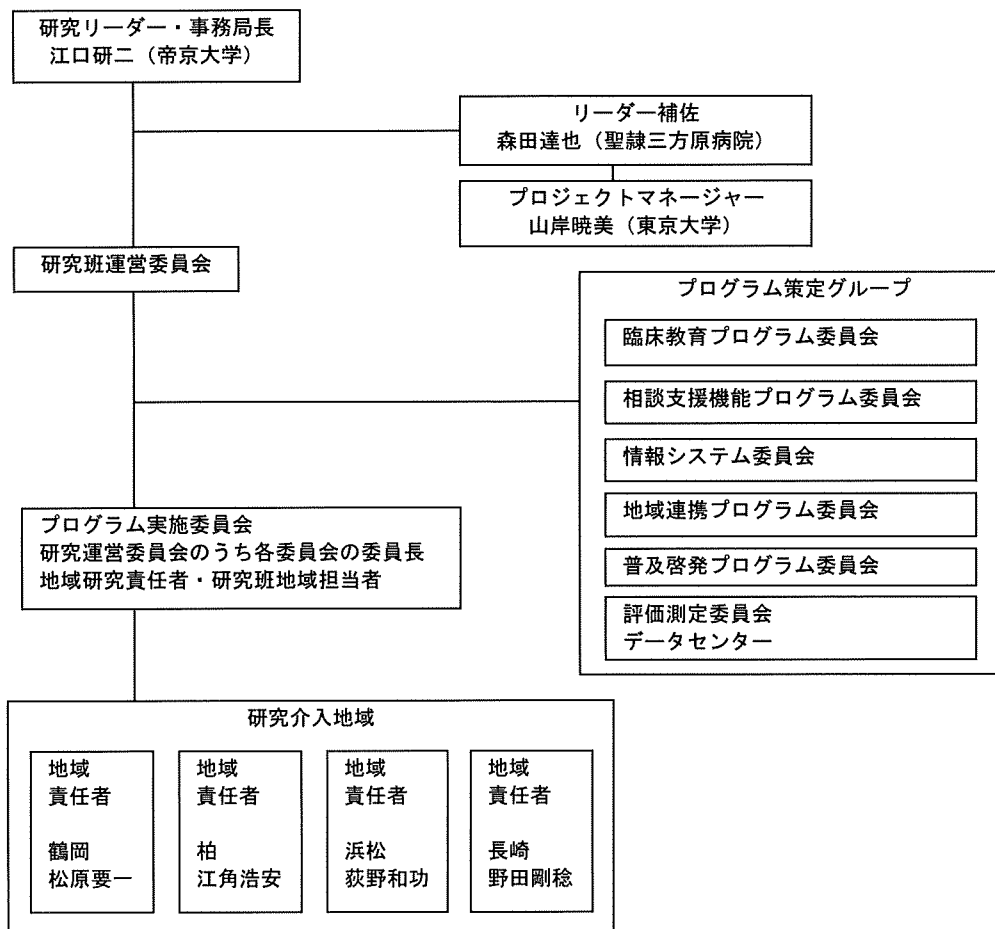 研究リーダー・事務局長
江口研二（帝京大学）
リーダー補佐
森田達也（聖隷三方原病院）
プロジェクトマネージャー
山岸暁美（東京大学）
研究班運営委員会
プログラム策定グループ
臨床教育プログラム委員会
相談支援機能プログラム委員会
情報システム委員会
地域連携プログラム委員会
普及啓発プログラム委員会
評価測定委員会
データセンター
プログラム実施委員会
研究運営委員会のうち各委員会の委員長
地域研究責任者・研究班地域担当者
研究介入地域
地域
責任者
鶴岡
松原要一
地域
責任者
柏
江角浩安
地域
責任者
浜松
荻野和功
地域
責任者
長崎
野田剛稔